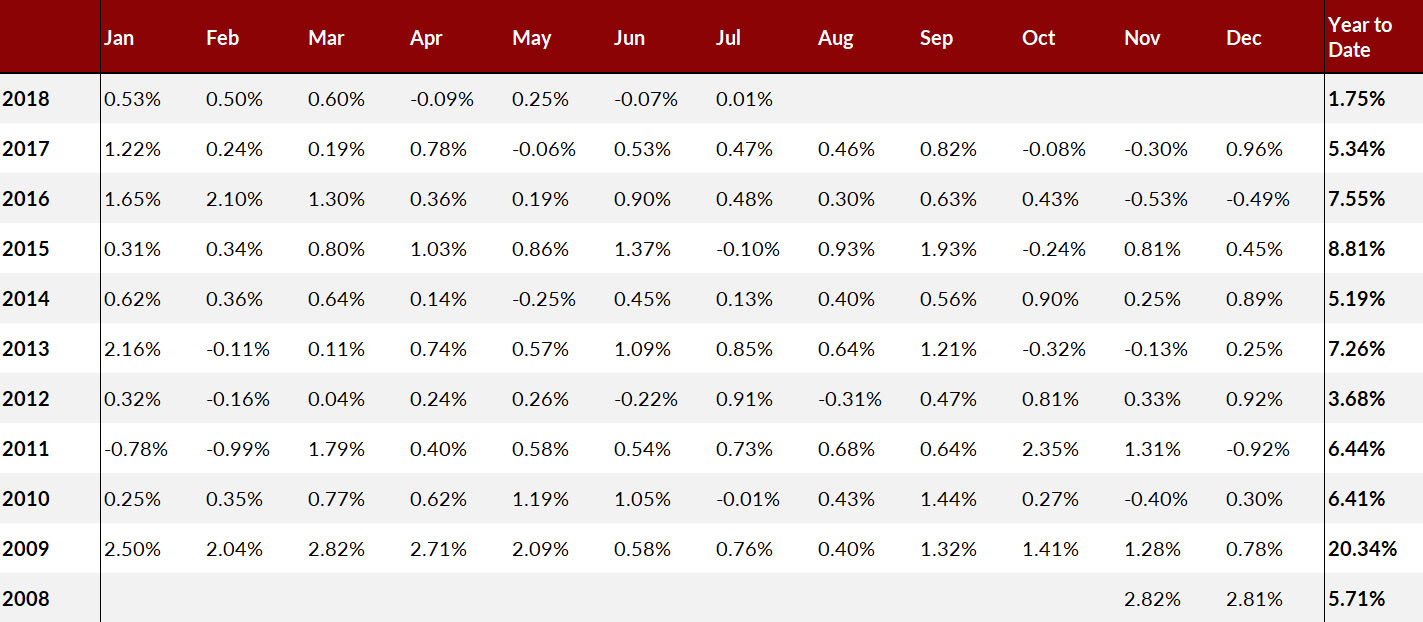 Jan Feb Mar Apr May Jun Jul Aug Sep Oct Nov Dec Year to
Date
2018 0.53% 0.50% 0.60% -0.09% 0.25% -0.07% 0.01% 1.75%
2017 1.22% 0.24% 0.19% 0.78% -0.06% 0.53% 0.47% 0.46% 0.82% -0.08% -0.30% 0.96% 5.34%
2016 1.65% 2.10% 1.30% 0.36% 0.19% 0.90% 0.48% 0.30% 0.63% 0.43% -0.53% -0.49% 7.55%
2015 0.31% 0.34% 0.80% 1.03% 0.86% 1.37% -0.10% 0.93% 1.93% -0.24% 0.81% 0.45% 8.81%
2014 0.62% 0.36% 0.64% 0.14% -0.25% 0.45% 0.13% 0.40% 0.56% 0.90% 0.25% 0.89% 5.19%
2013 2.16% -0.11% 0.11% 0.74% 0.57% 1.09% 0.85% 0.64% 1.21% -0.32% -0.13% 0.25% 7.26%
2012 0.32% -0.16% 0.04% 0.24% 0.26% -0.22% 0.91% -0.31% 0.47% 0.81% 0.33% 0.92% 3.68%
2011 -0.78% -0.99% 1.79% 0.40% 0.58% 0.54% 0.73% 0.68% 0.64% 2.35% 1.31% -0.92% 6.44%
2010 0.25% 0.35% 0.77% 0.62% 1.19% 1.05% -0.01% 0.43% 1.44% 0.27% -0.40% 0.30% 6.41%
2009 2.50% 2.04% 2.82% 2.71% 2.09% 0.58% 0.76% 0.40% 1.32% 1.41% 1.28% 0.78% 20.34%
2008 2.82% 2.81% 5.71%